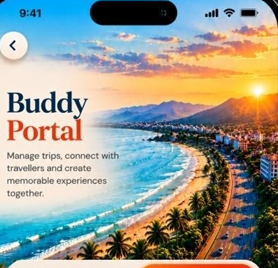 9:41
Buddy
Portal
Manage trips, connect with
travellers and create
memorable experiences
together.